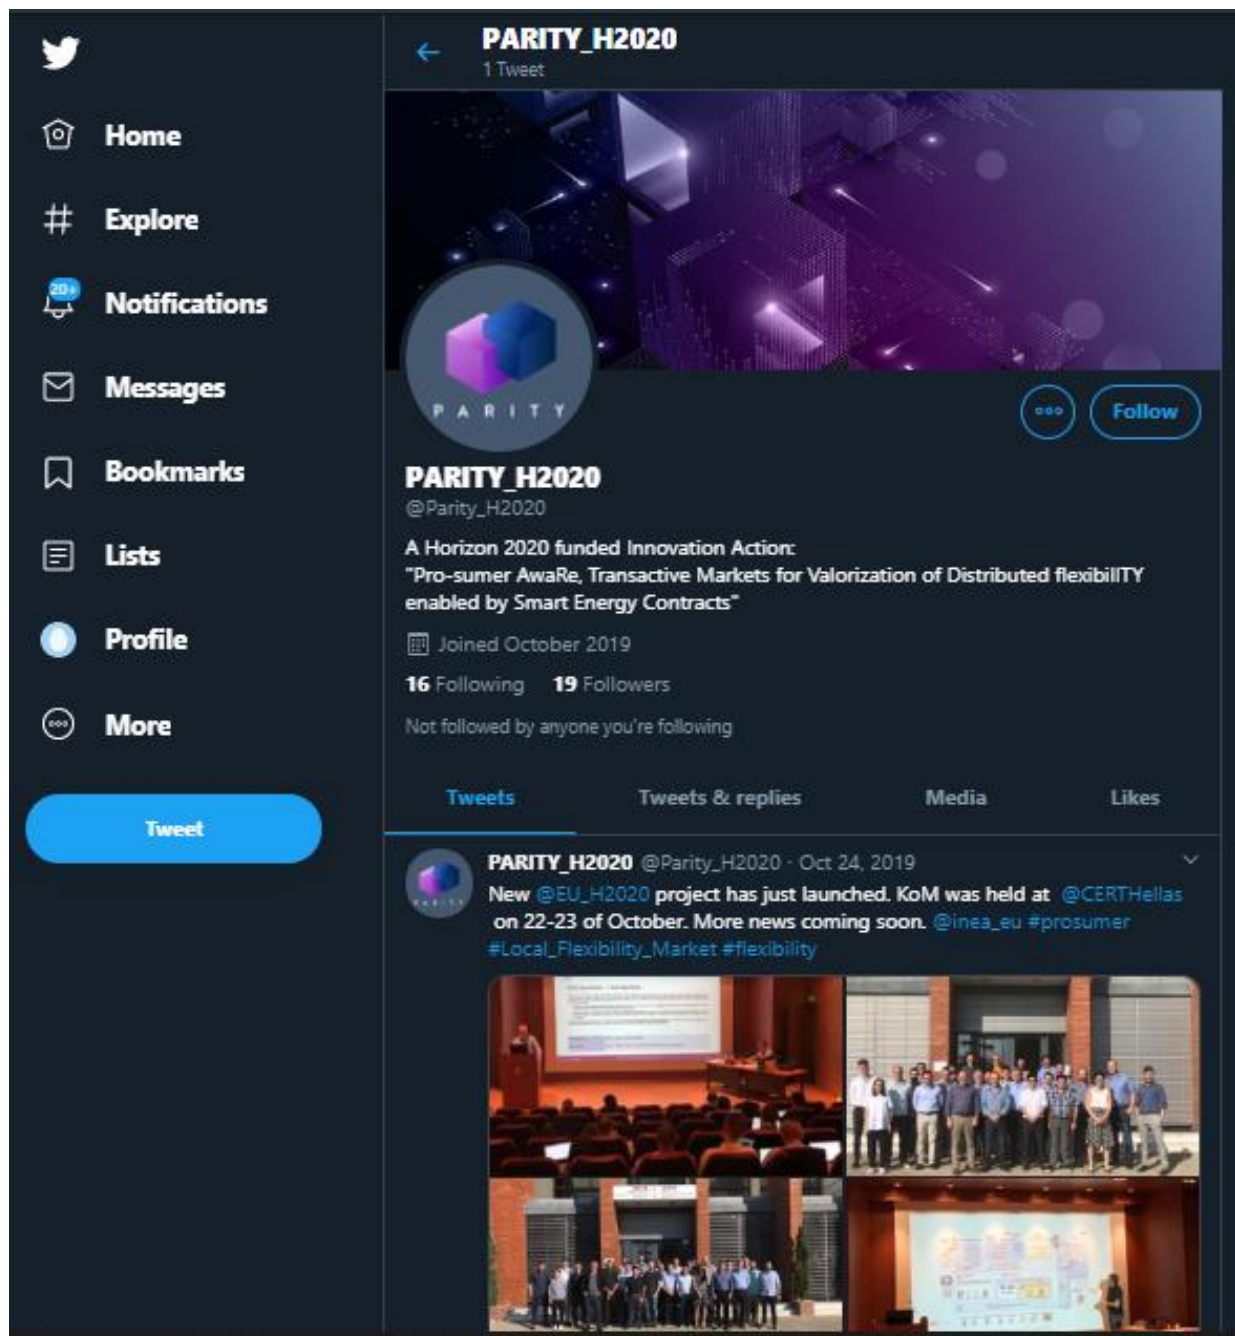 PARITY_H2020
1 Tweet
Home
Explore
20+
Notifications
Messages
Bookmarks
Lists
Profile
More
Tweet
PARITY
Follow
PARITY_H2020
@Parity_H2020
A Horizon 2020 funded Innovation Action:
"Pro-sumer AwaRe, Transactive Markets for Valorization of Distributed flexibilITY
enabled by Smart Energy Contracts"
Joined October 2019
16 Following 19 Followers
Not followed by anyone you're following
Tweets Tweets & replies Media Likes
PARITY_H2020 @Parity_H2020 · Oct 24, 2019
New @EU_H2020 project has just launched. KoM was held at @CERTHellas
on 22-23 of October. More news coming soon. @inea_eu #prosumer
#Local_Flexibility_Market #flexibility
PARITY